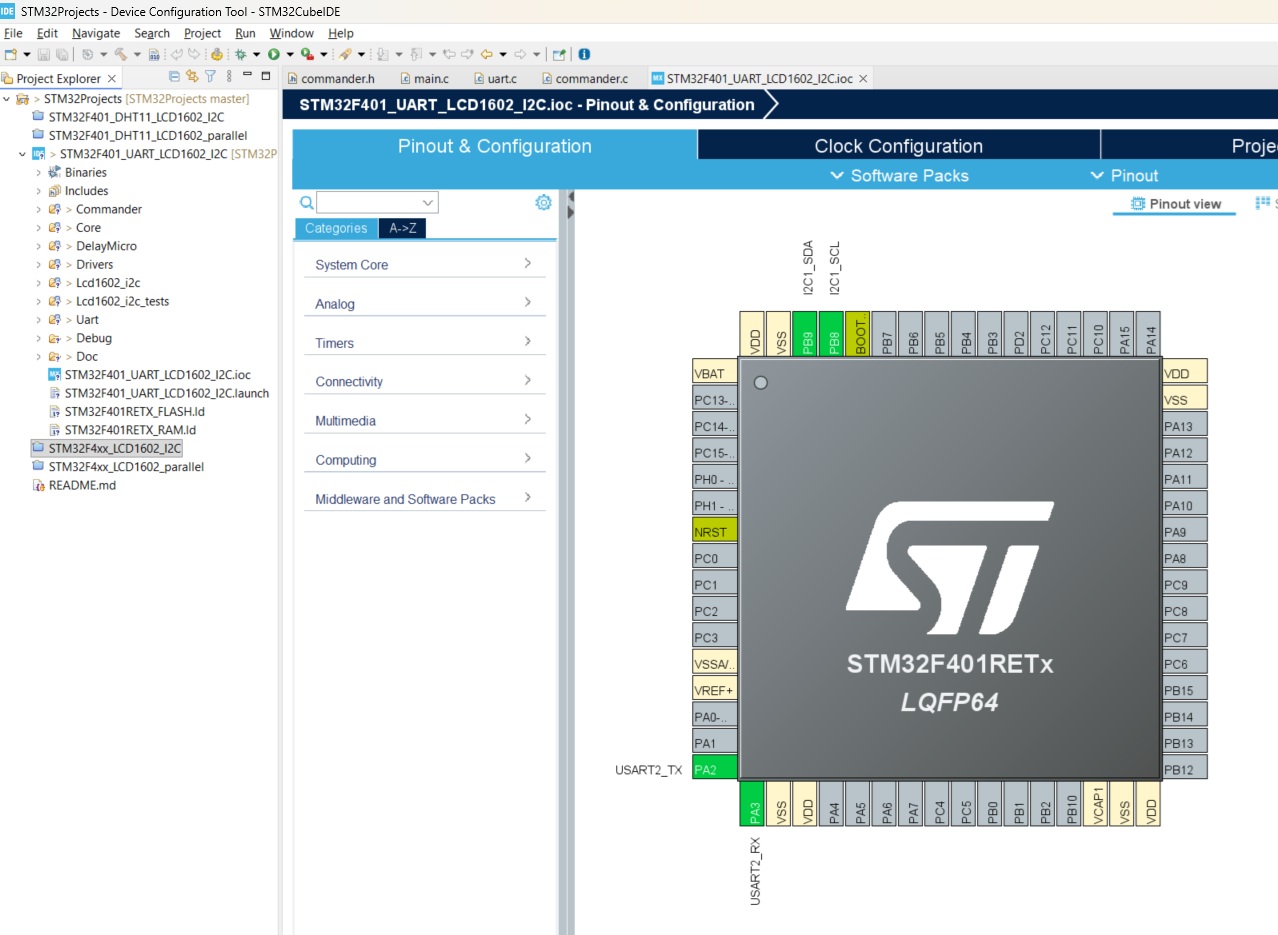 IDE STM32Projects - Device Configuration Tool - STM32CubeIDE
File Edit Navigate Search Project Run Window Help
Project Explorer
commander.h main.c uart.c commander.c STM32F401_UART_LCD1602_I2C.ioc
> STM32Projects [STM32Projects master]
STM32F401_DHT11_LCD1602_I2C
STM32F401_DHT11_LCD1602_parallel
> STM32F401_UART_LCD1602_I2C [STM32P
Binaries
Includes
> Commander
> Core
> DelayMicro
> Drivers
> Lcd1602_i2c
> Lcd1602_i2c_tests
> Uart
> Debug
> Doc
STM32F401_UART_LCD1602_I2C.ioc
STM32F401_UART_LCD1602_I2C.launch
STM32F401RETX_FLASH.ld
STM32F401RETX_RAM.ld
STM32F4xx_LCD1602_I2C
STM32F4xx_LCD1602_parallel
README.md
STM32F401_UART_LCD1602_I2C.ioc - Pinout & Configuration
Pinout & Configuration
Clock Configuration
Projec
Software Packs
Pinout
Categories
A->Z
System Core
Analog
Timers
Connectivity
Multimedia
Computing
Middleware and Software Packs
Pinout view
I2C1_SDA
I2C1_SCL
VDD
VSS
PB9
PB8
BOOT..
PB7
PB6
PB5
PB4
PB3
PD2
PC12
PC11
PC10
PA15
PA14
VBAT
PC13-..
PC14-..
PC15-..
PH0 - ..
PH1 - ..
NRST
PC0
PC1
PC2
PC3
VSSA/..
VREF+
PA0-..
PA1
USART2_TX
PA2
VDD
VSS
PA13
PA12
PA11
PA10
PA9
PA8
PC9
PC8
PC7
PC6
PB15
PB14
PB13
PB12
ST
STM32F401RETx
LQFP64
PA3
VSS
VDD
PA4
PA5
PA6
PA7
PC4
PC5
PB0
PB1
PB2
PB10
VCAP1
VSS
VDD
USART2_RX